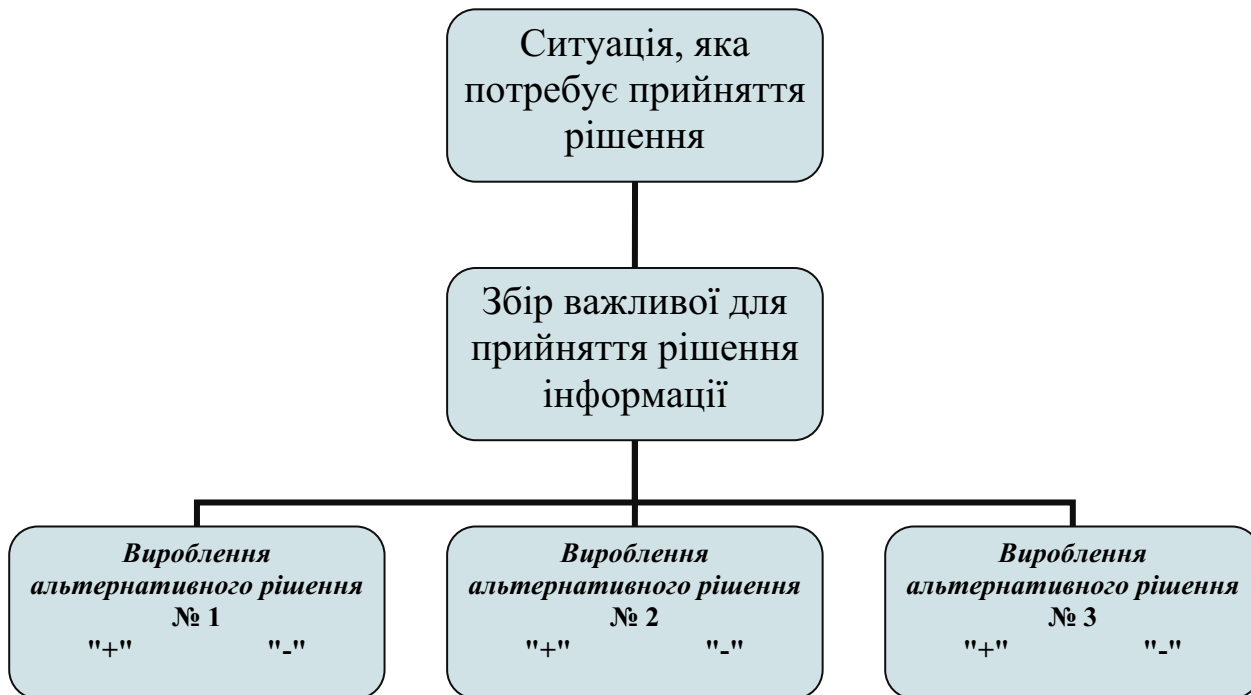 Ситуація, яка
потребує прийняття
рішення
Збір важливої для
прийняття рішення
інформації
Вироблення
альтернативного рішення
№ 1
"+" "-"
Вироблення
альтернативного рішення
№ 2
"+" "-"
Вироблення
альтернативного рішення
№ 3
"+" "-"